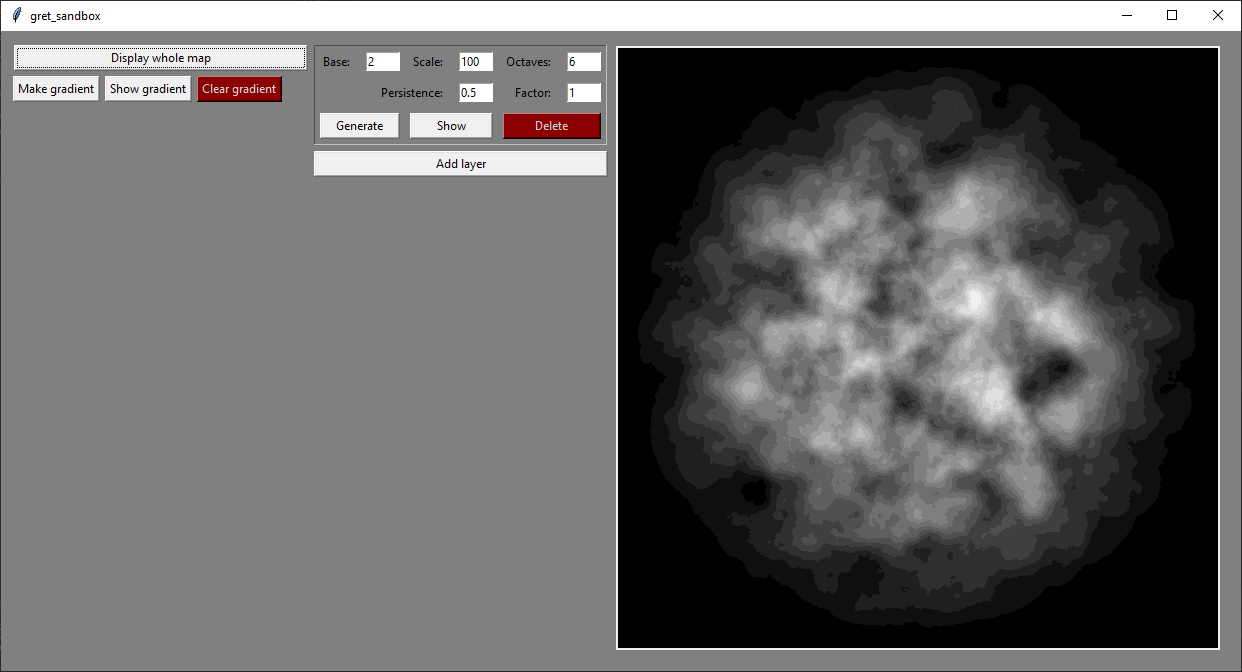 gret_sandbox
Display whole map
Make gradient Show gradient Clear gradient
Base: 2 Scale: 100 Octaves: 6
Persistence: 0.5 Factor: 1
Generate Show Delete
Add layer